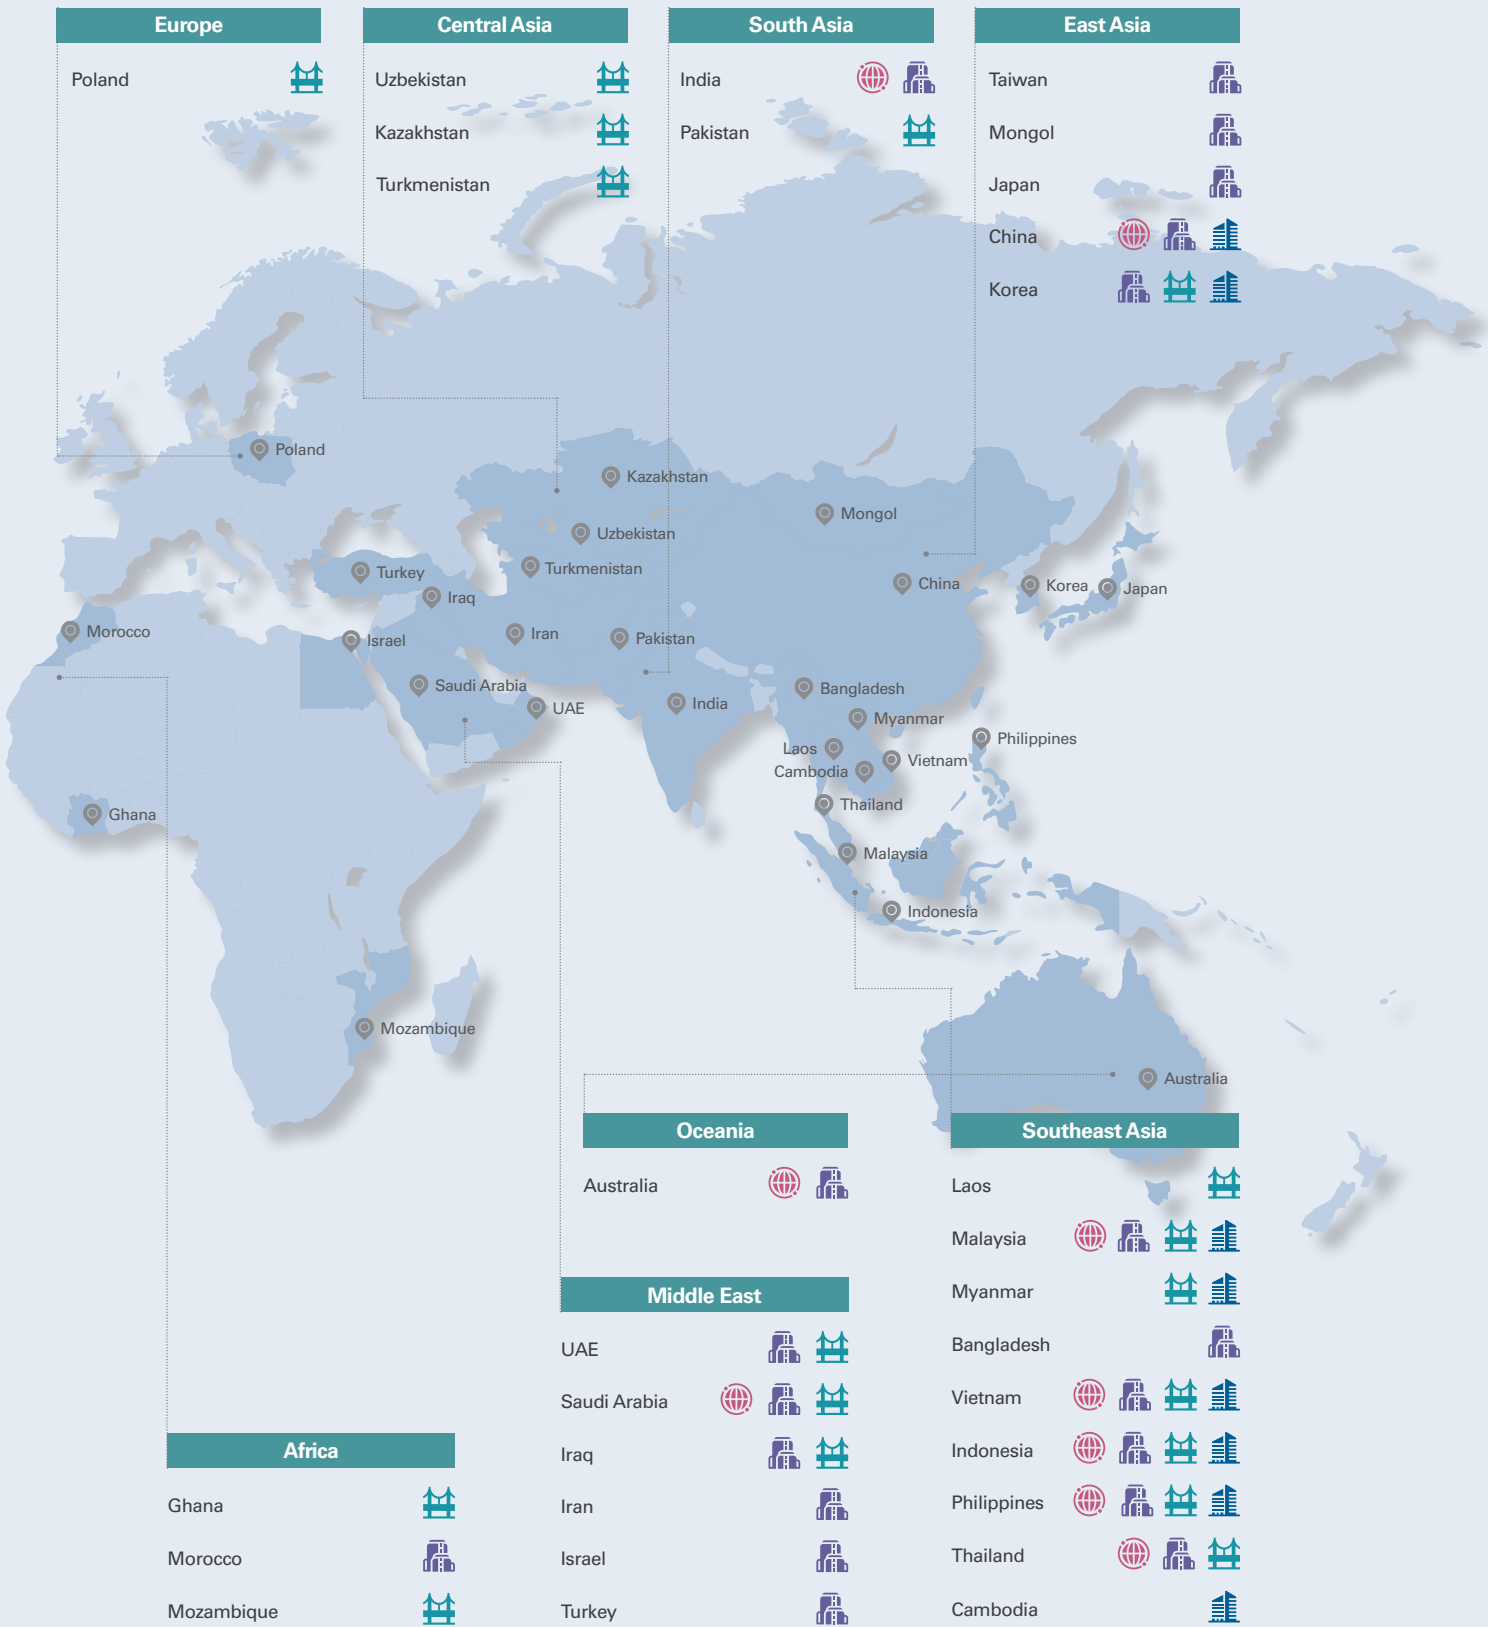 Europe
Poland
Central Asia
Uzbekistan
Kazakhstan
Turkmenistan
South Asia
India
Pakistan
East Asia
Taiwan
Mongol
Japan
China
Korea
Poland
Kazakhstan
Mongol
Uzbekistan
Turkmenistan
Turkey
Iraq
China
Korea
Japan
Morocco
Israel
Iran
Pakistan
Saudi Arabia
UAE
India
Bangladesh
Myanmar
Laos
Vietnam
Cambodia
Philippines
Thailand
Ghana
Malaysia
Indonesia
Mozambique
Australia
Oceania
Australia
Southeast Asia
Laos
Malaysia
Myanmar
Bangladesh
Vietnam
Indonesia
Philippines
Thailand
Cambodia
Middle East
UAE
Saudi Arabia
Iraq
Iran
Israel
Turkey
Africa
Ghana
Morocco
Mozambique